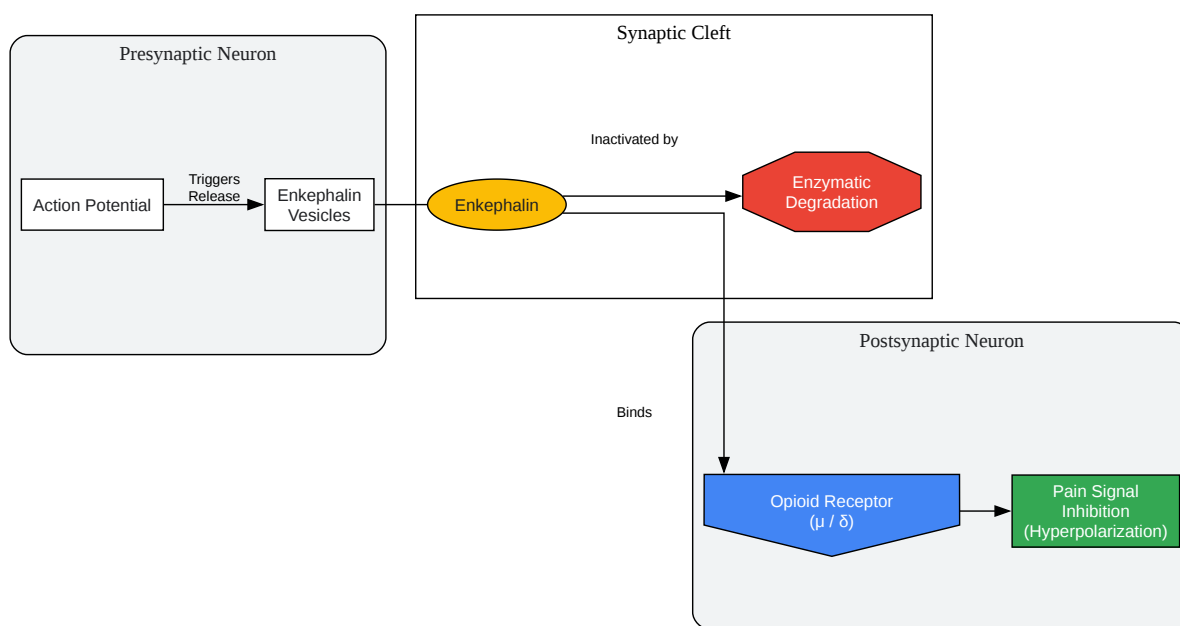 Synaptic Cleft
Presynaptic Neuron
Inactivated by
Triggers
Release
Action Potential
Enkephalin
Vesicles
Enkephalin
Enzymatic
Degradation
Postsynaptic Neuron
Binds
Opioid Receptor
(μ / δ)
Pain Signal
Inhibition
(Hyperpolarization)